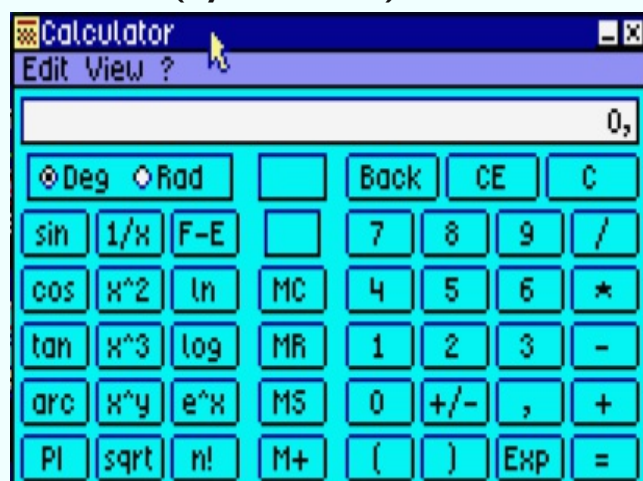 Calculator
Edit View ?
0,
Deg Rad Back CE C
sin 1/x F-E 7 8 9 /
cos x^2 ln MC 4 5 6 *
tan x^3 log MR 1 2 3 -
arc x^y e^x MS 0 +/- , +
PI sqrt n! M+ ( ) Exp =